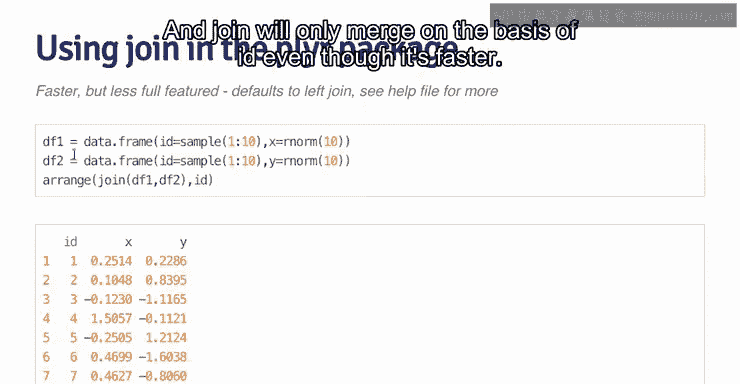 And join will only merge on the basis of
id even though it's faster.
Using join in the plyr package
Faster, but less full featured - defaults to left join, see help file for more
df1 = data.frame(id=sample(1:10),x=rnorm(10))
df2 = data.frame(id=sample(1:10),y=rnorm(10))
arrange(join(df1,df2),id)
id x y
1 1 0.2514 0.2286
2 2 0.1048 0.8395
3 3 -0.1230 -1.1165
4 4 1.5057 -0.1121
5 5 -0.2505 1.2124
6 6 0.4699 -1.6038
7 7 0.4627 -0.8060